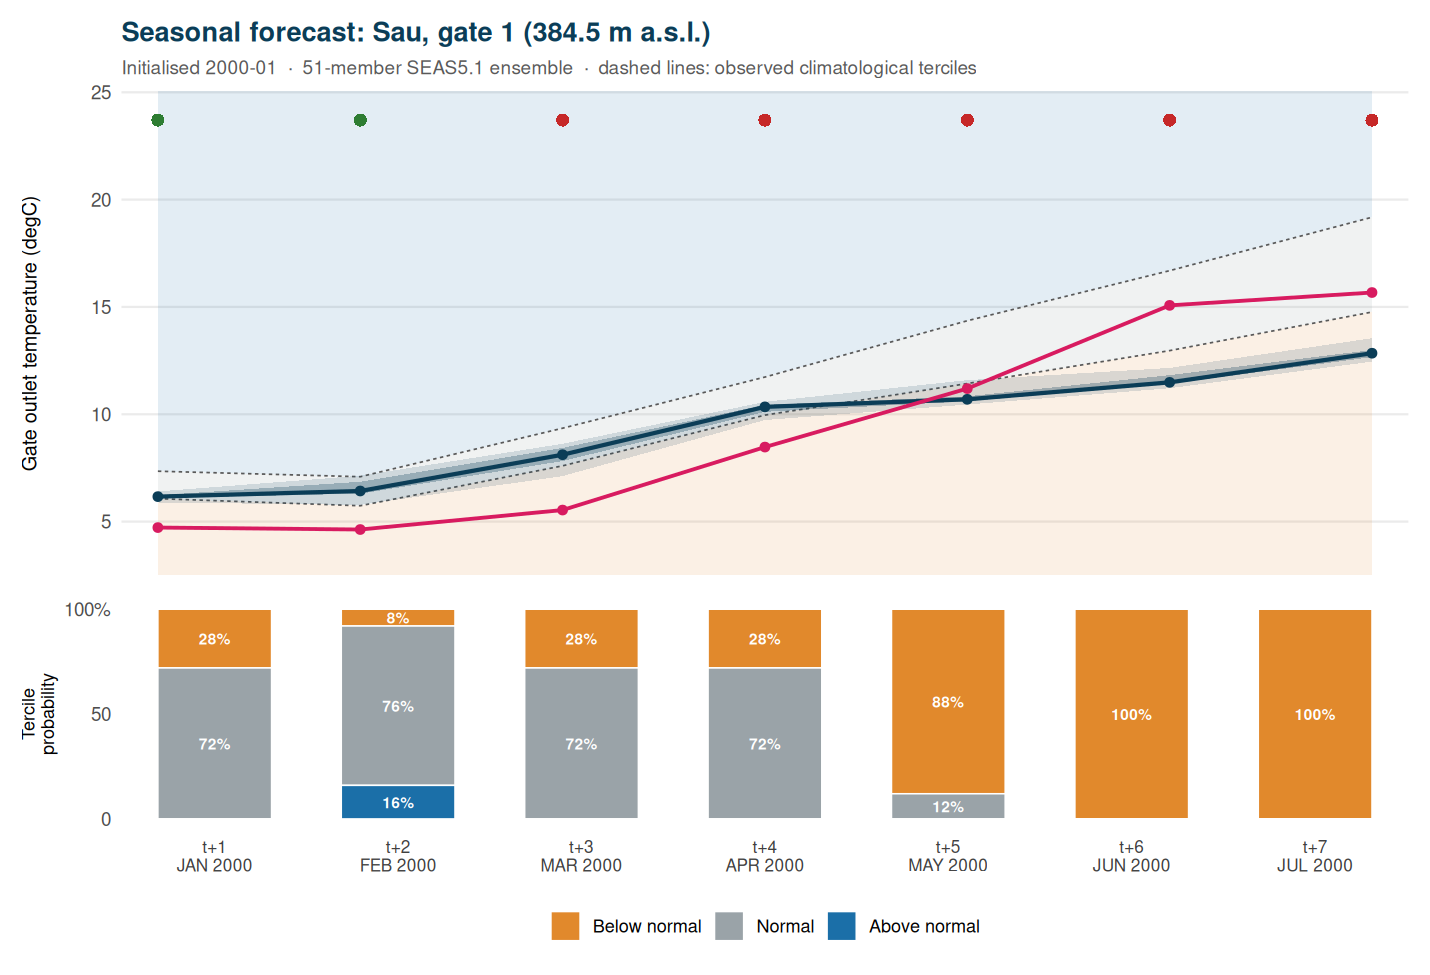 Seasonal forecast: Sau, gate 1 (384.5 m a.s.l.)
Initialised 2000-01 · 51-member SEAS5.1 ensemble · dashed lines: observed climatological terciles
Gate outlet temperature (degC)
25
20
15
10
5
Tercile
probability
100%
50
0
28%
8%
28%
28%
88%
100%
100%
72%
76%
72%
72%
12%
16%
t+1
JAN 2000
t+2
FEB 2000
t+3
MAR 2000
t+4
APR 2000
t+5
MAY 2000
t+6
JUN 2000
t+7
JUL 2000
Below normal
Normal
Above normal